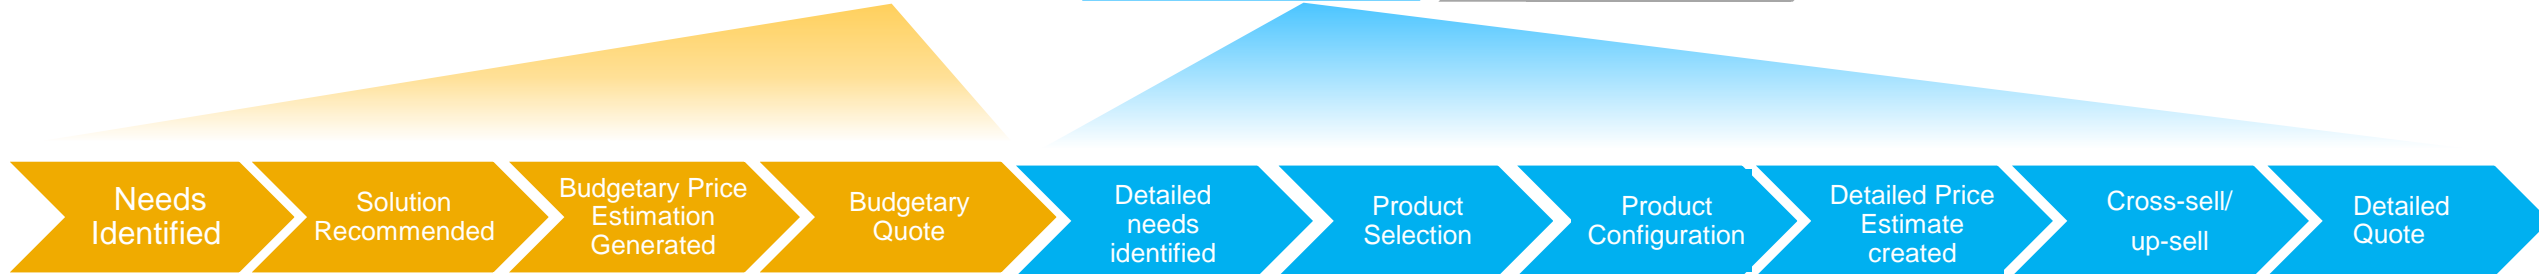 Needs
Identified
Solution
Recommended
Budgetary Price
Estimation
Generated
Budgetary
Quote
Detailed
needs
identified
Product
Selection
Product
Configuration
Detailed Price
Estimate
created
Cross-sell/
up-sell
Detailed
Quote